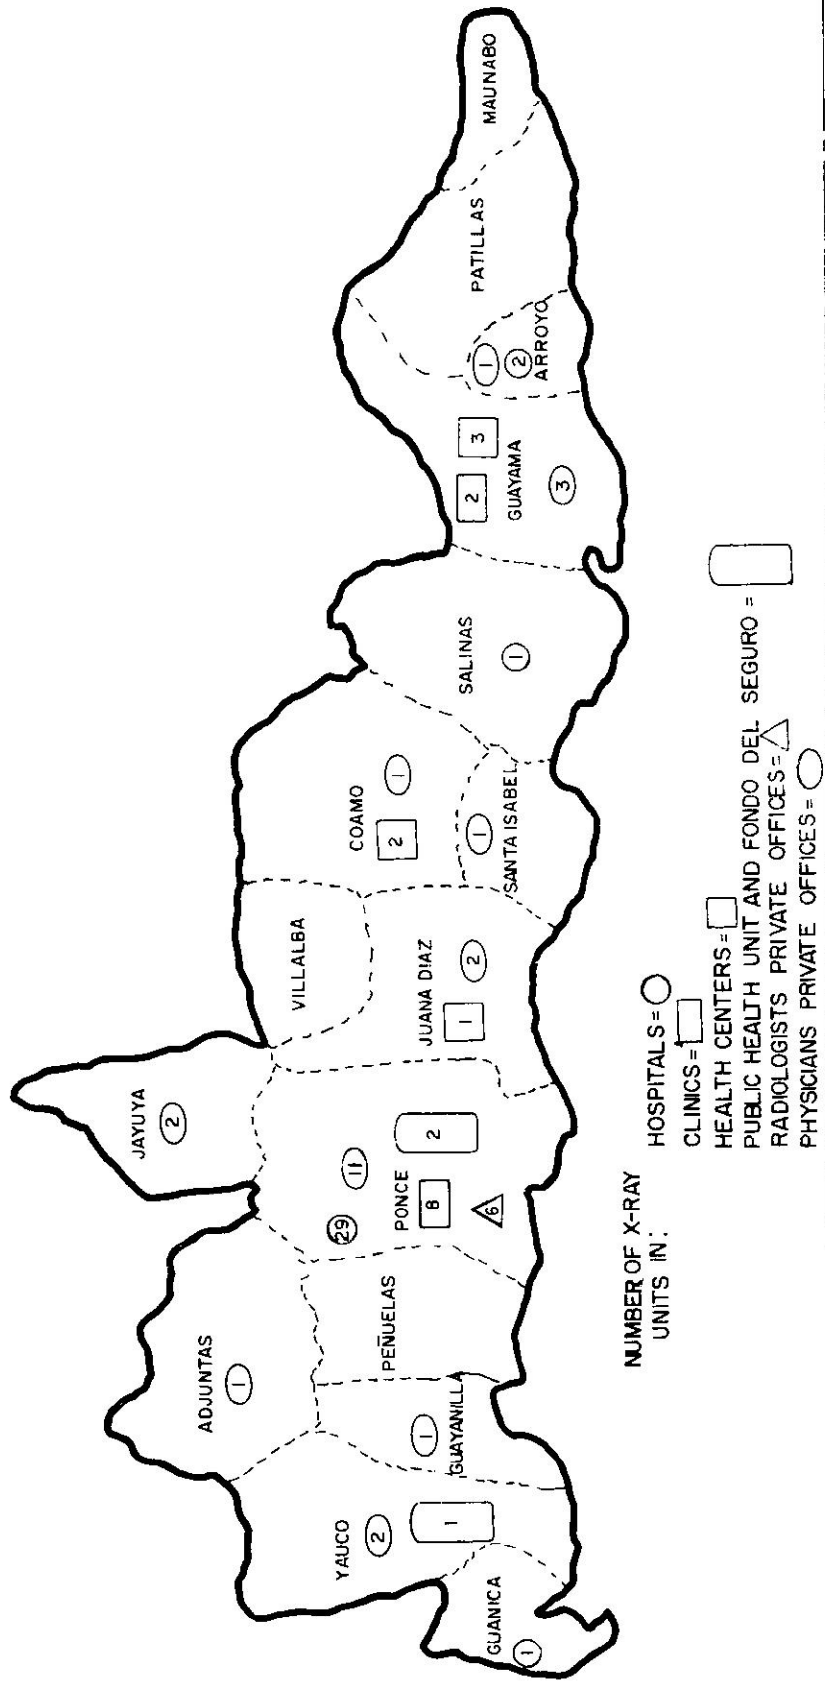 JAYUYA
2
ADJUNTAS
1
VILLALBA
COAMO
2
1
SALINAS
1
YAUCO
2
1
GUANICA
1
GUAYANILLA
1
PEÑUELAS
29
11
PONCE
8
2
6
JUANA DIAZ
1
2
SANTA ISABEL
1
2
3
GUAYAMA
3
1
2
ARROYO
PATILLAS
MAUNABO
NUMBER OF X-RAY
UNITS IN:
HOSPITALS =
CLINICS =
HEALTH CENTERS =
PUBLIC HEALTH UNIT AND FONDO DEL SEGURO =
RADIOLOGISTS PRIVATE OFFICES =
PHYSICIANS PRIVATE OFFICES =